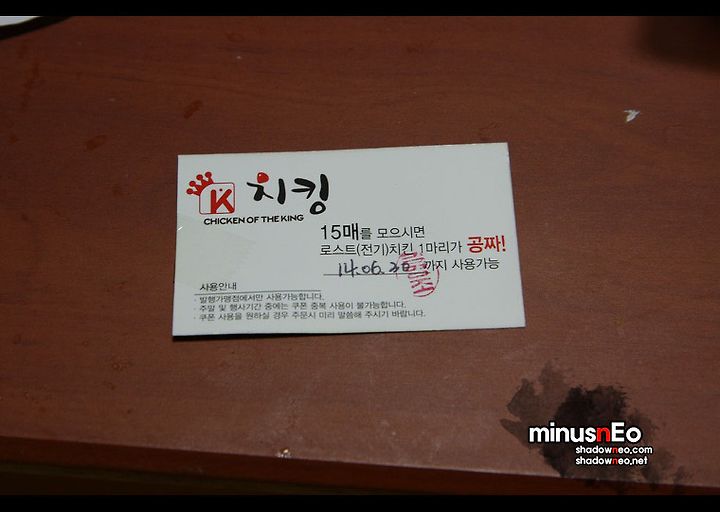 K 치킹
CHICKEN OF THE KING
15매를 모으시면
로스트(전기)치킨 1마리가 공짜!
14.06.30 까지 사용가능
사용안내
· 발행가맹점에서만 사용가능합니다.
· 주말 및 행사기간 중에는 쿠폰 중복 사용이 불가능합니다.
· 쿠폰 사용을 원하실 경우 주문시 미리 말씀해 주시기 바랍니다.
minusnEo
shadowneo.com
shadowneo.net